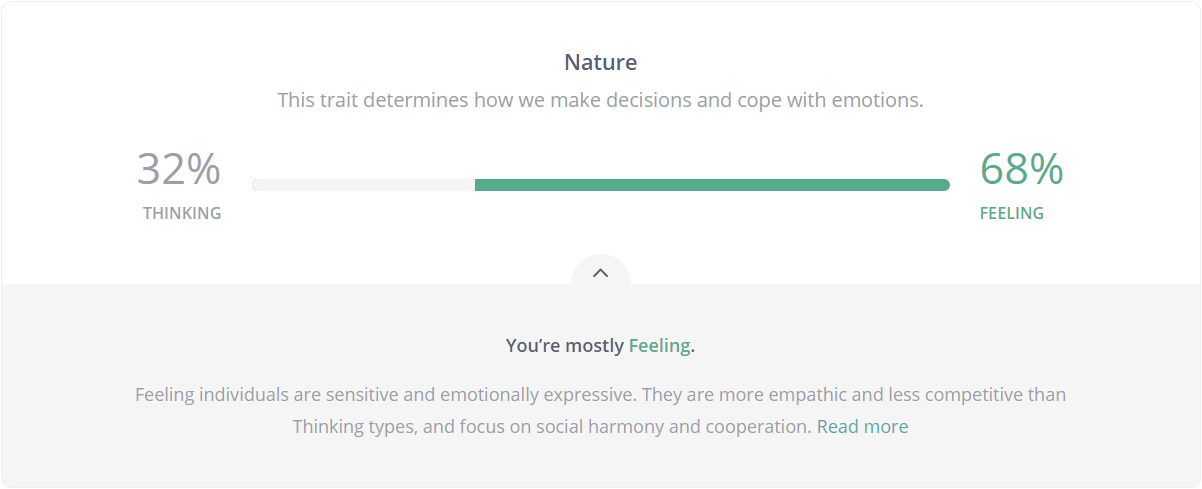 Nature
This trait determines how we make decisions and cope with emotions.
32%
68%
THINKING
FEELING
You’re mostly Feeling.
Feeling individuals are sensitive and emotionally expressive. They are more empathic and less competitive than
Thinking types, and focus on social harmony and cooperation. Read more